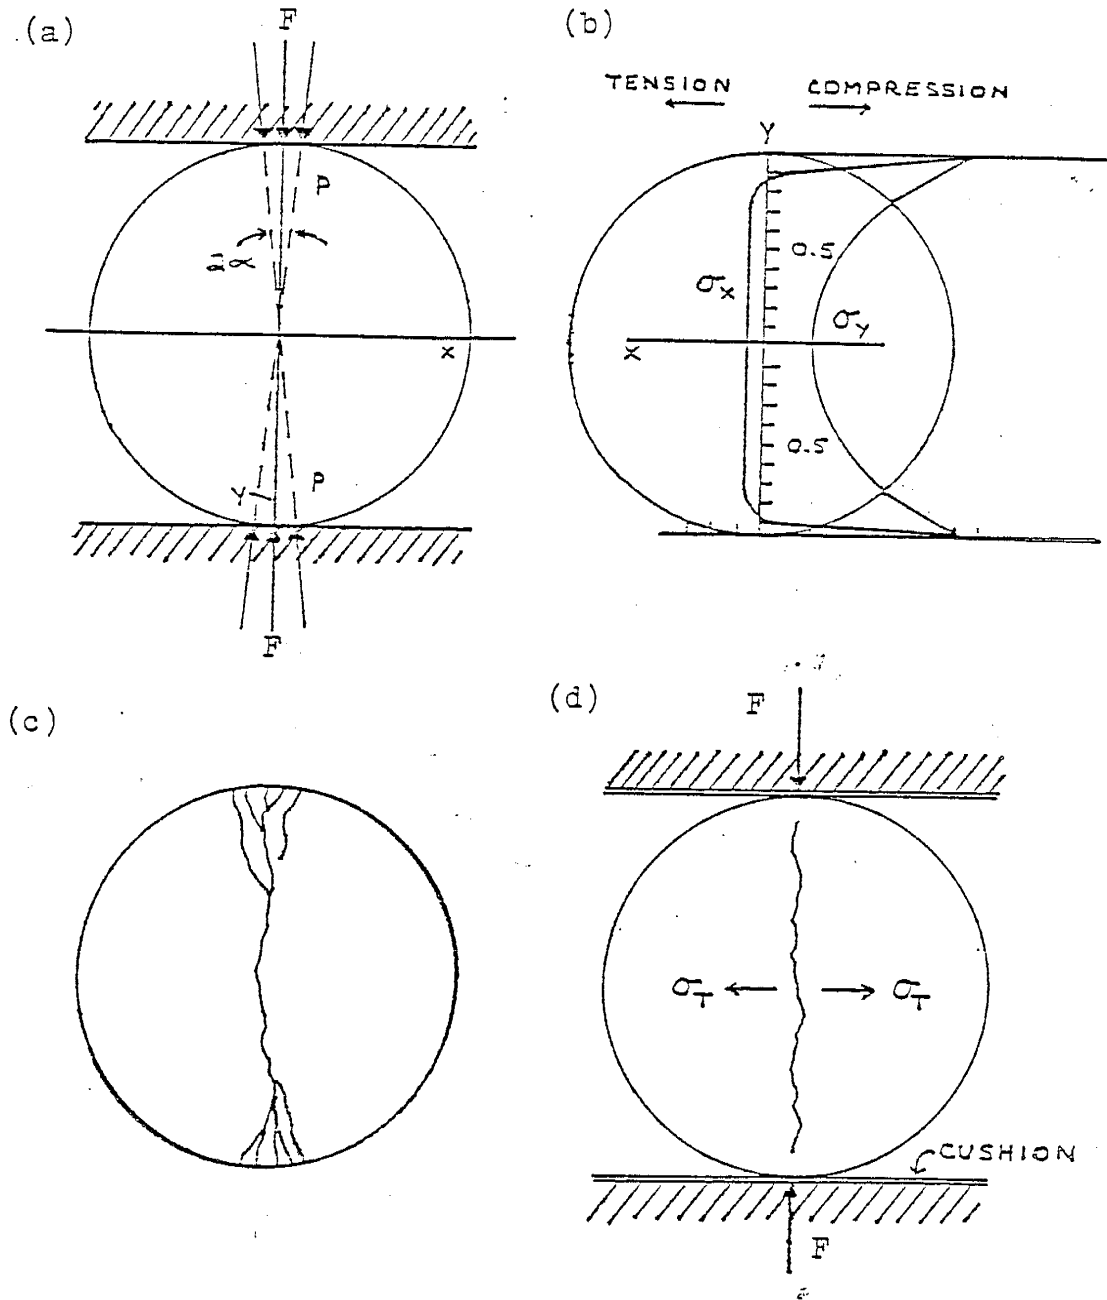 (a)
F
P
2α
X
Y
P
F
(b)
TENSION COMPRESSION
Y
0.5
σX
σY
X
0.5
(c)
(d)
F
σT σT
CUSHION
F